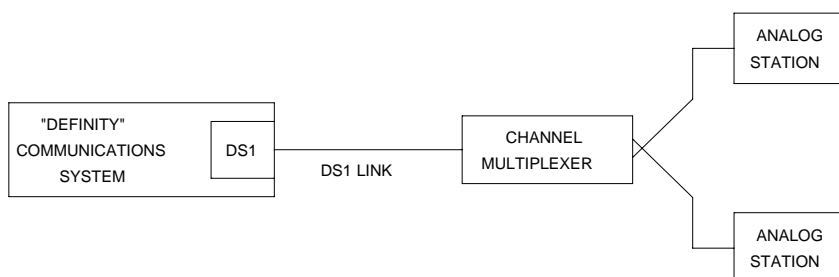 "DEFINITY"
COMMUNICATIONS
SYSTEM
DS1
DS1 LINK
CHANNEL
MULTIPLEXER
ANALOG
STATION
ANALOG
STATION